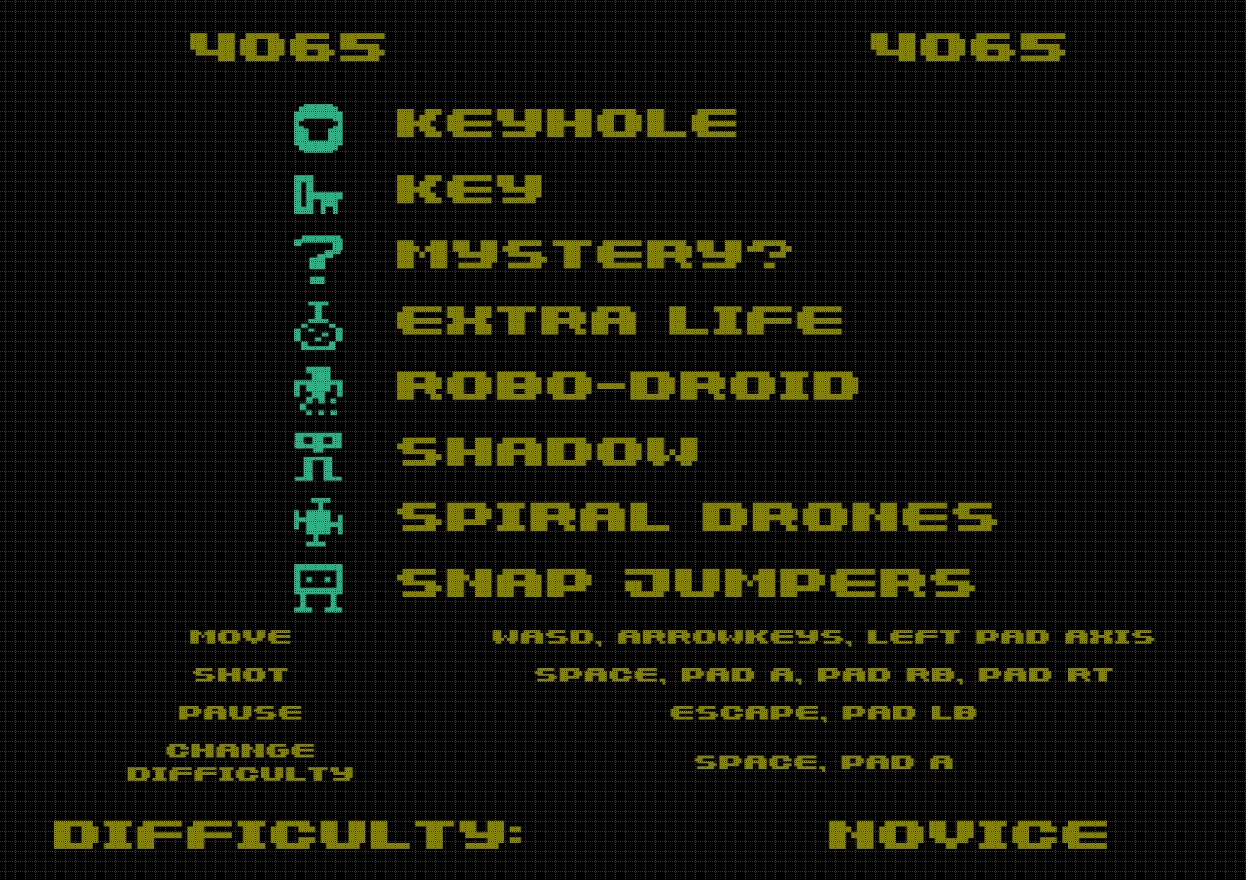 4065 4065
KEYHOLE
KEY
MYSTERY?
EXTRA LIFE
ROBO-DROID
SHADOW
SPIRAL DRONES
SNAP JUMPERS
MOVE WASD, ARROWKEYS, LEFT PAD AXIS
SHOT SPACE, PAD A, PAD RB, PAD RT
PAUSE ESCAPE, PAD LB
CHANGE
DIFFICULTY SPACE, PAD A
DIFFICULTY: NOVICE